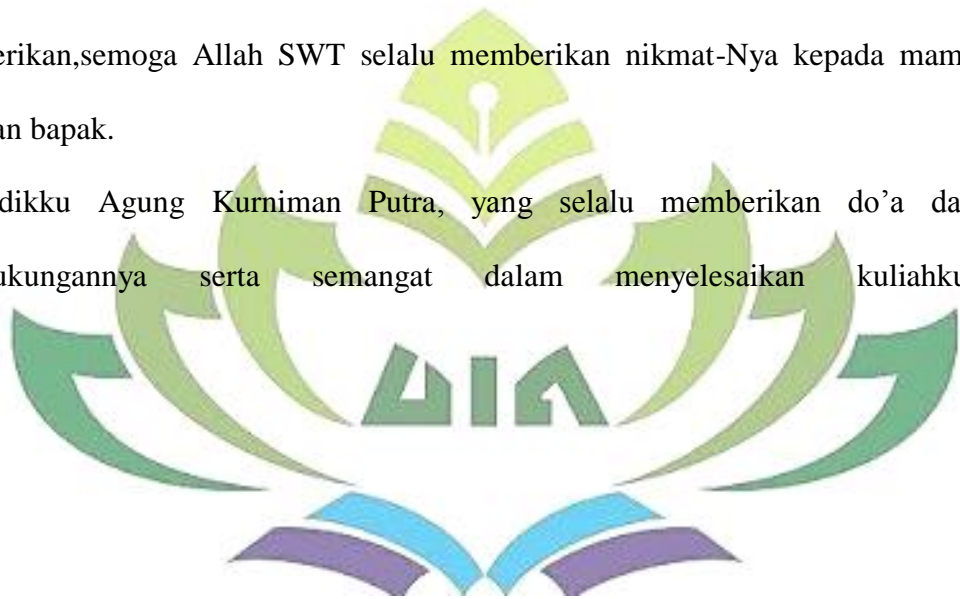 erikan,semoga Allah SWT selalu memberikan nikmat-Nya kepada mam
an bapak.
dikku Agung Kurniman Putra, yang selalu memberikan do’a da
ukungannya serta semangat dalam menyelesaikan kuliahku
UIN